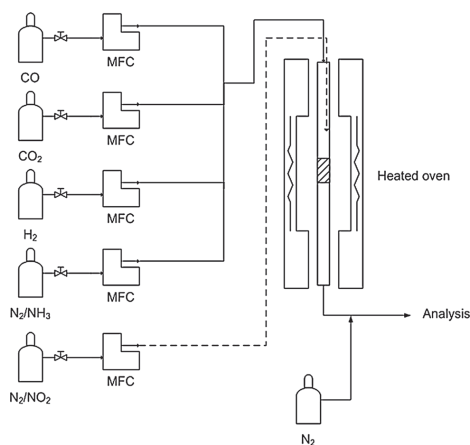 CO
MFC
CO2
MFC
H2
MFC
N2/NH3
MFC
N2/NO2
MFC
Heated oven
Analysis
N2